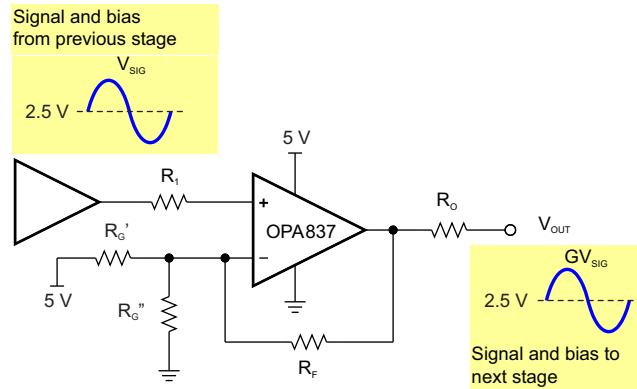 Signal and bias
from previous stage
V_SIG
2.5 V
5 V
R_1
R_O
+
OPA837
V_OUT
R_G'
−
GV_SIG
5 V
2.5 V
R_G"
R_F
Signal and bias to
next stage